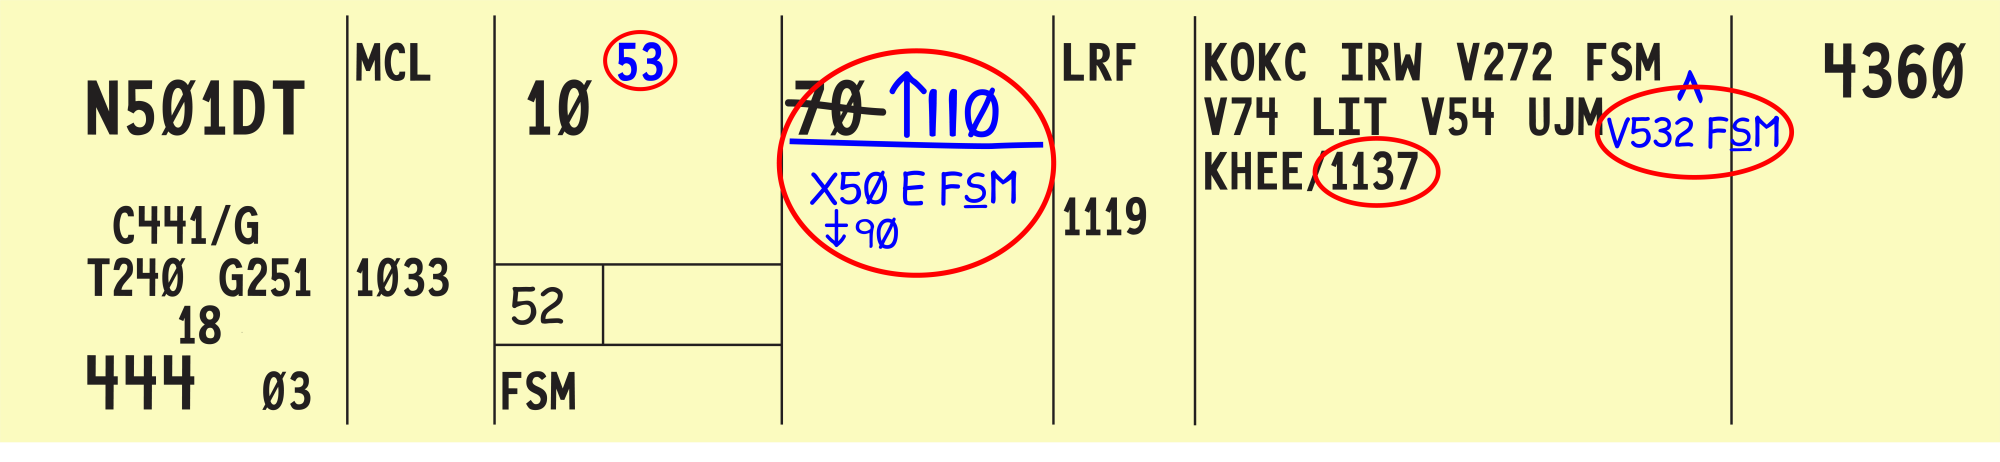 N5Ø1DT
C441/G
T24Ø G251
18
444 Ø3
MCL
1Ø33
1Ø 53
52
FSM
7Ø ↑11Ø
X5Ø E FSM
↓ 9Ø
LRF
1119
KOKC IRW V272 FSM
V74 LIT V54 UJM V532 FSM
KHEE/1137
436Ø